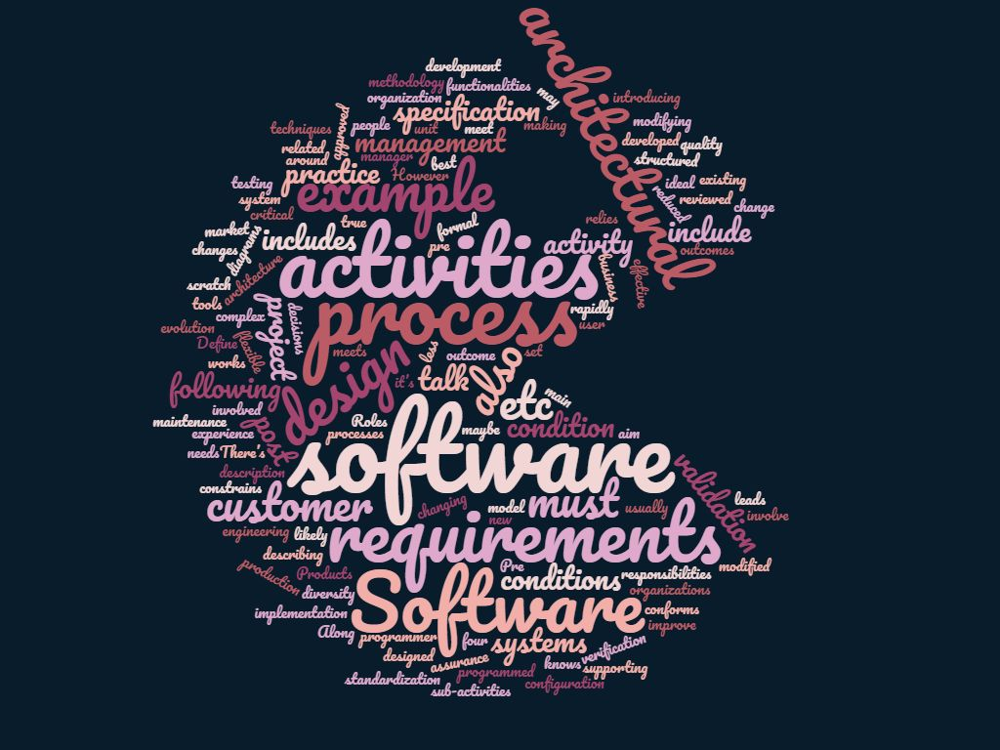 architectural
development
methodology
functionalities
organization
may
introducing
specification
approved
people
unit
meet
making
modifying
techniques
management
developed
quality
related
manager
structured
around
best
practice
However
ideal
existing
testing
example
reduced
system
reviewed
change
critical
true
formal
relies
market
includes
pre
activity
include
changes
diagrams
activities
outcomes
business
effective
architecture
scratch
tools
project
decisions
process
rapidly
complex
user
evolution
Define
flexible
meets
less
outcome
set
works
design
it's
talk
also
following
etc
main
involved
maintenance
post
Roles
experience
processes
maybe
condition
aim
needs
There's
software
validation
description
constrains
customer
changing
model
must
usually
leads
new
involve
engineering
likely
requirements
describing
production
Products
Pre
conditions
responsibilities
modified
diversity
Software
organizations
implementation
conforms
Along
programmer
improve
four
systems
designed
assurance
knows
verification
standardization
programmed
supporting
sub-activities
configuration